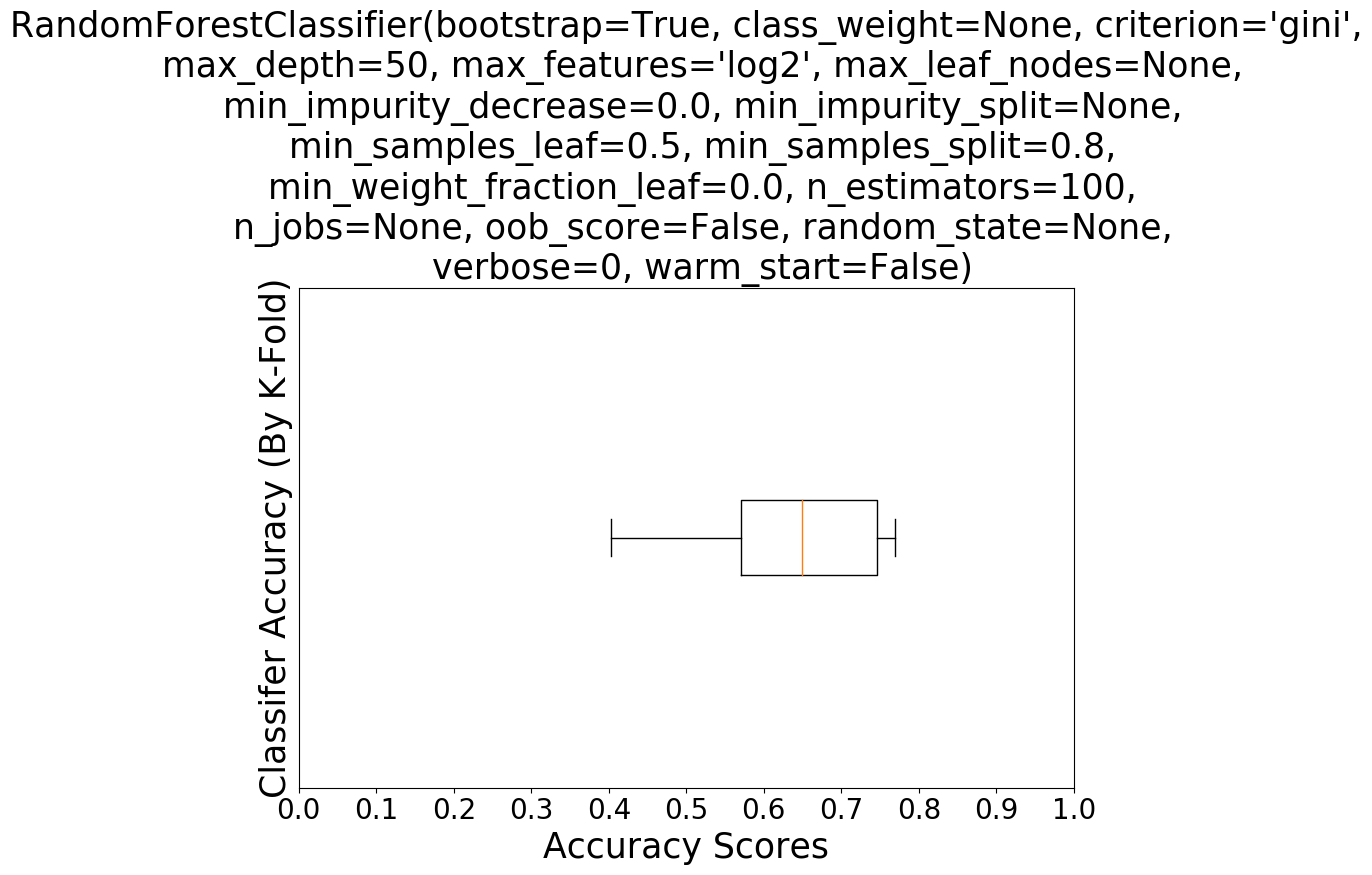 RandomForestClassifier(bootstrap=True, class_weight=None, criterion='gini',
max_depth=50, max_features='log2', max_leaf_nodes=None,
min_impurity_decrease=0.0, min_impurity_split=None,
min_samples_leaf=0.5, min_samples_split=0.8,
min_weight_fraction_leaf=0.0, n_estimators=100,
n_jobs=None, oob_score=False, random_state=None,
verbose=0, warm_start=False)
Classifer Accuracy (By K-Fold)
0.0 0.1 0.2 0.3 0.4 0.5 0.6 0.7 0.8 0.9 1.0
Accuracy Scores